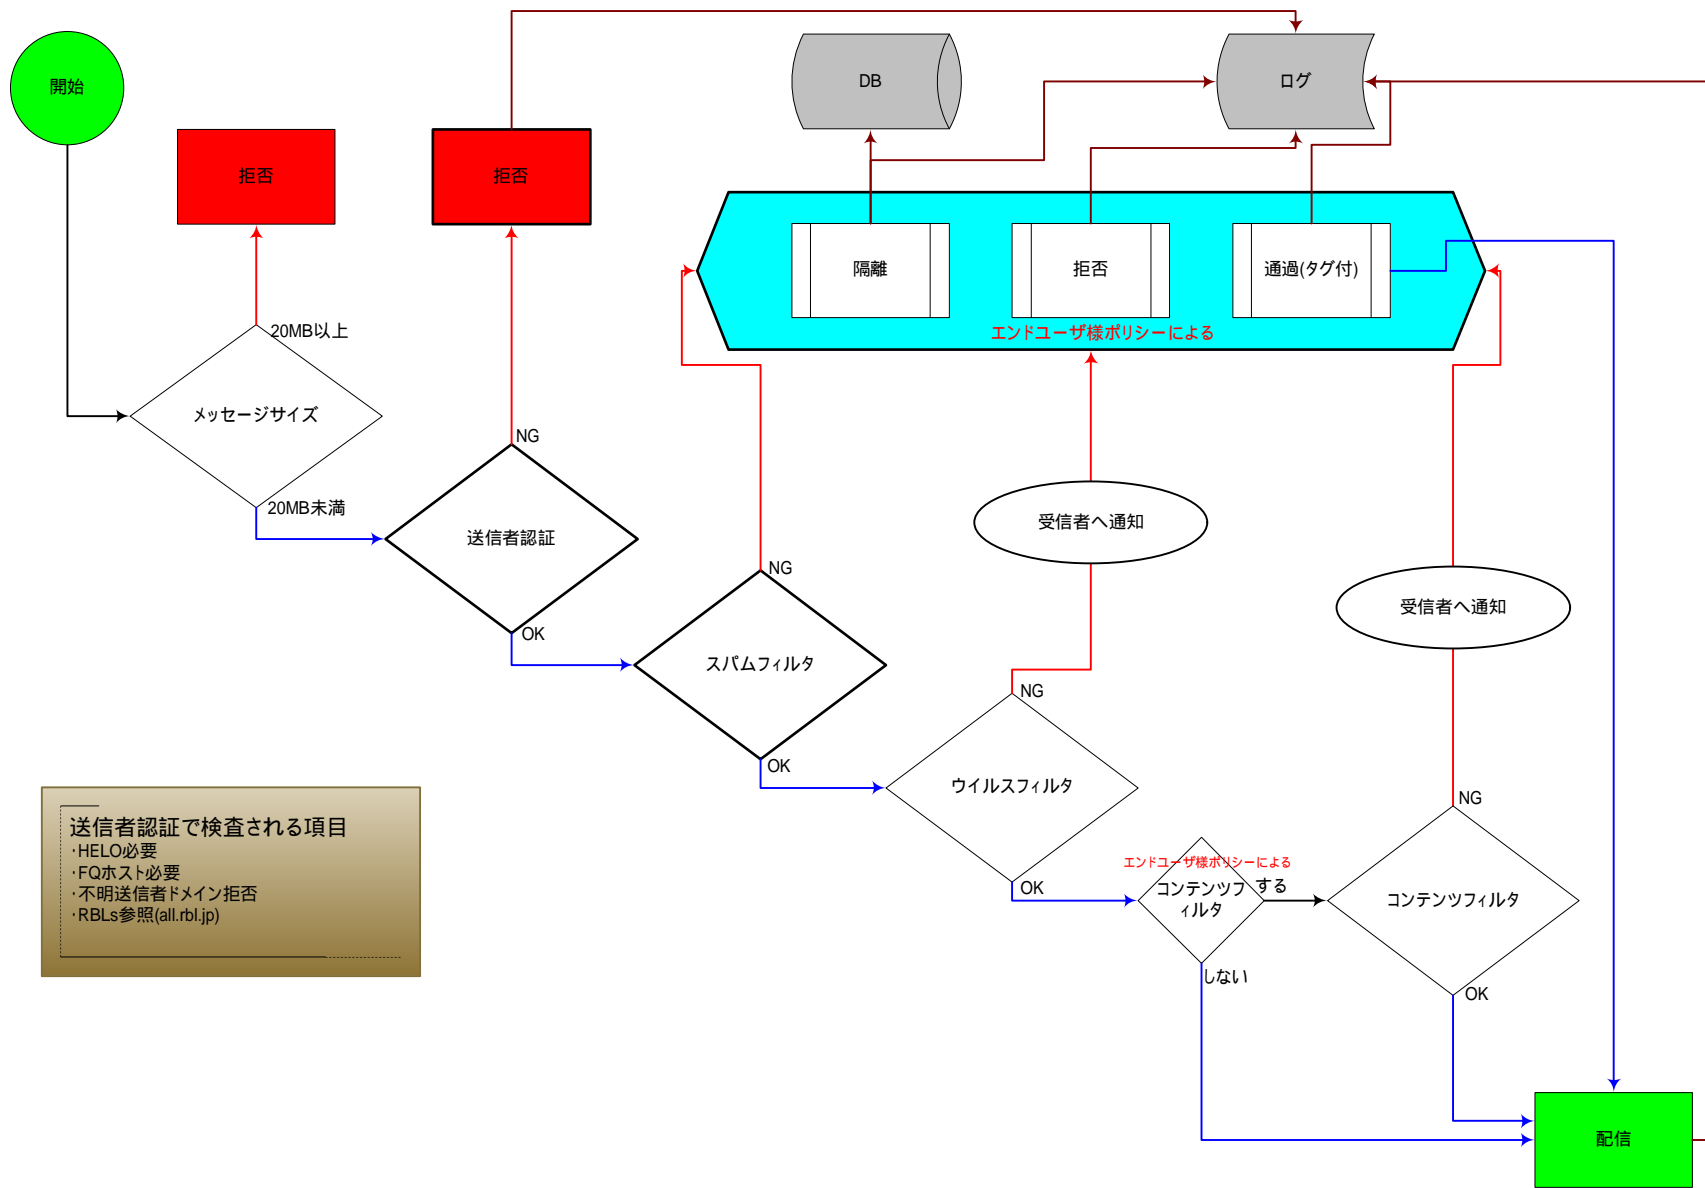 開始
DB
ログ
拒否
拒否
隔離
拒否
通過(タグ付)
エンドユーザ様ポリシーによる
20MB以上
メッセージサイズ
20MB未満
NG
送信者認証
OK
受信者へ通知
NG
スパムフィルタ
OK
受信者へ通知
NG
ウイルスフィルタ
OK
エンドユーザ様ポリシーによる
コンテンツフ
ィルタ
する
しない
NG
コンテンツフィルタ
OK
送信者認証で検査される項目
・HELO必要
・FQホスト必要
・不明送信者ドメイン拒否
・RBLs参照(all.rbl.jp)
配信